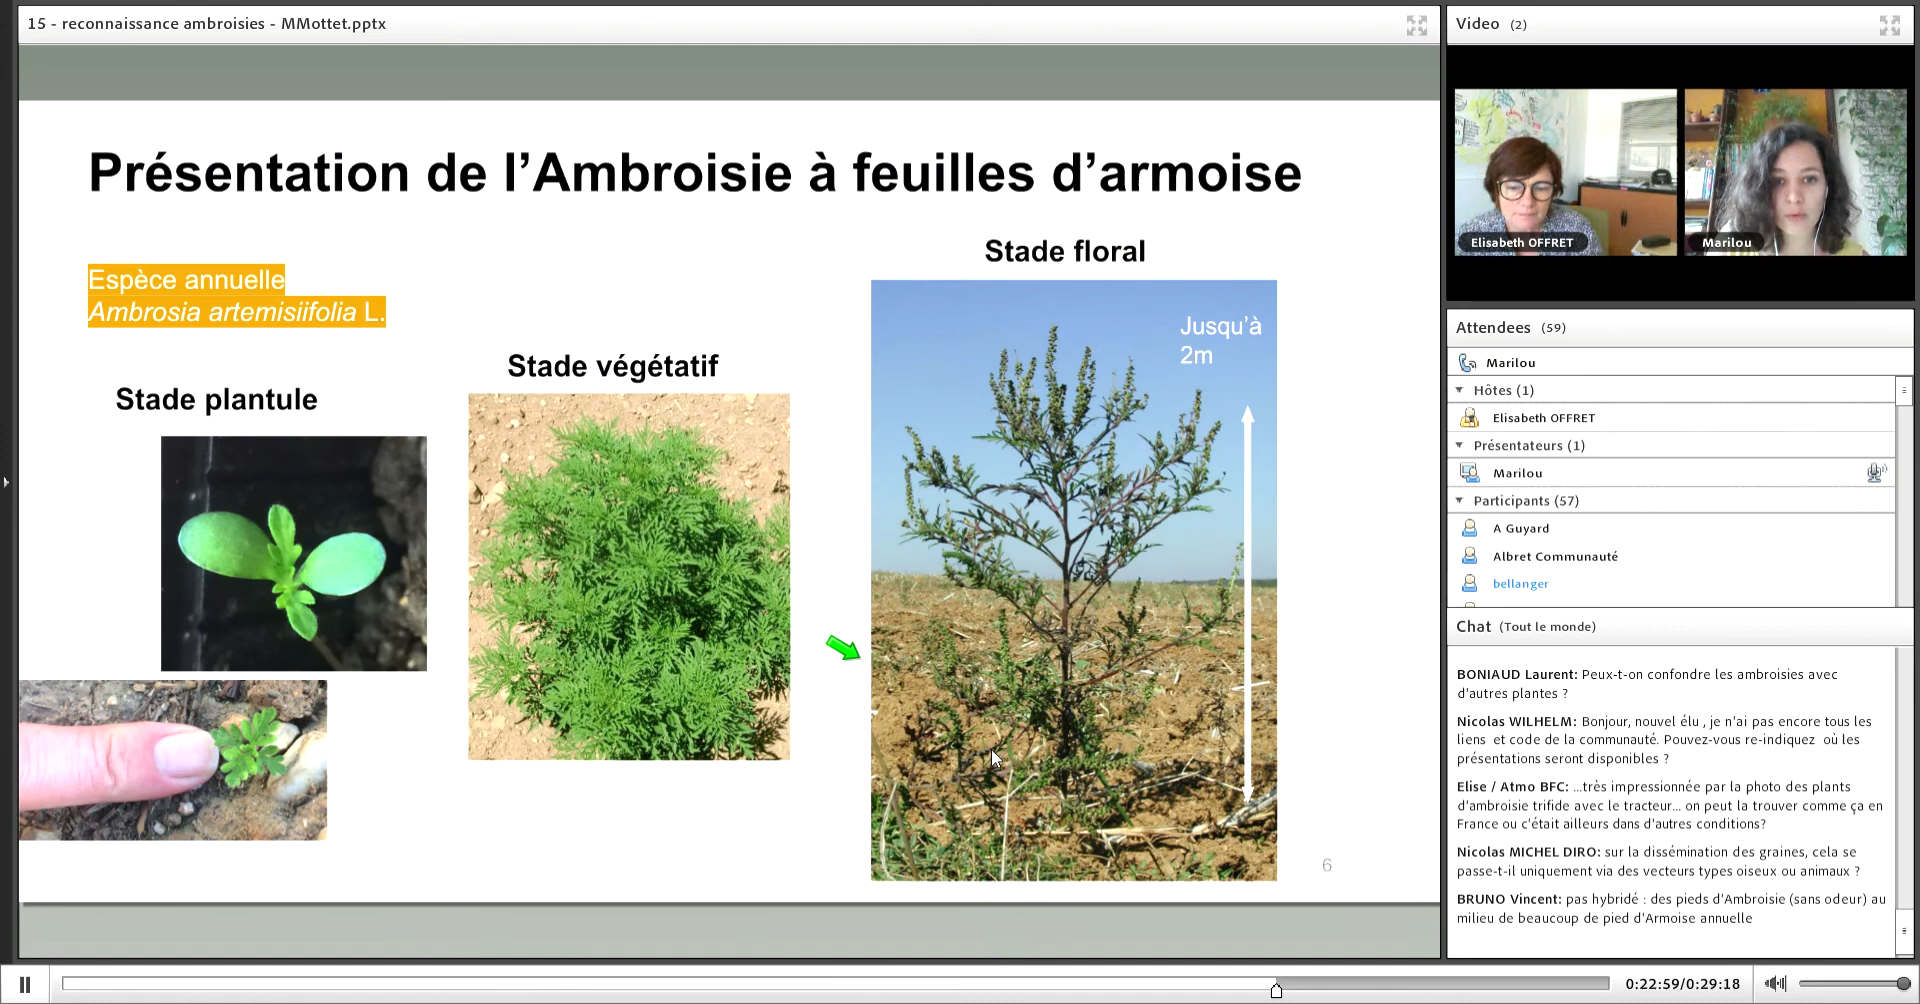 15 - reconnaissance ambroisies - MMottet.pptx
Présentation de l'Ambroisie à feuilles d'armoise
Espèce annuelle
Ambrosia artemisiifolia L.
Stade plantule
Stade végétatif
Stade floral
Jusqu'à
2m
6
Video (2)
Elisabeth OFFRET
Marilou
Attendees (59)
Marilou
Hôtes (1)
Elisabeth OFFRET
Présentateurs (1)
Marilou
Participants (57)
A Guyard
Albret Communauté
bellanger
Chat (Tout le monde)
BONIAUD Laurent: Peux-t-on confondre les ambroisies avec
d'autres plantes ?
Nicolas WILHELM: Bonjour, nouvel élu , je n'ai pas encore tous les
liens et code de la communauté. Pouvez-vous re-indiquez où les
présentations seront disponibles ?
Elise / Atmo BFC: ...très impressionnée par la photo des plants
d'ambroisie trifide avec le tracteur... on peut la trouver comme ça en
France ou c'était ailleurs dans d'autres conditions?
Nicolas MICHEL DIRO: sur la dissémination des graines, cela se
passe-t-il uniquement via des vecteurs types oiseux ou animaux ?
BRUNO Vincent: pas hybridé : des pieds d'Ambroisie (sans odeur) au
milieu de beaucoup de pied d'Armoise annuelle
0:22:59/0:29:18